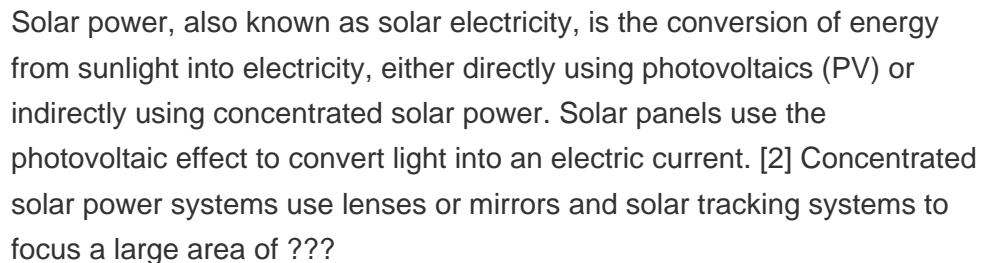 Solar power, also known as solar electricity, is the conversion of energy
from sunlight into electricity, either directly using photovoltaics (PV) or
indirectly using concentrated solar power. Solar panels use the
photovoltaic effect to convert light into an electric current. [2] Concentrated
solar power systems use lenses or mirrors and solar tracking systems to
focus a large area of ???